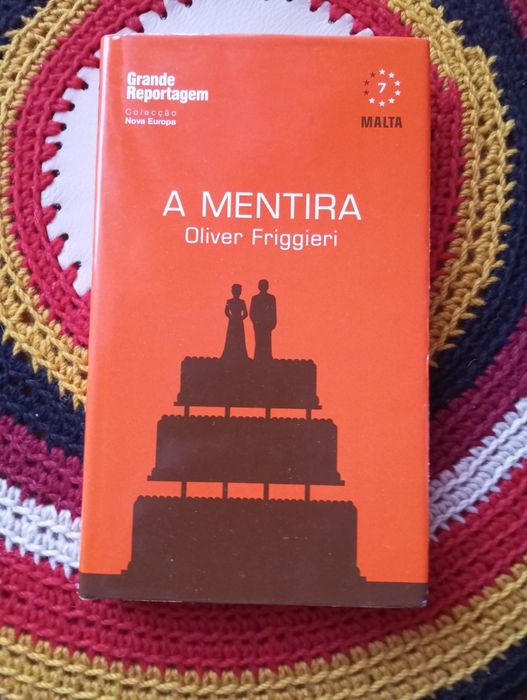 Grande
Reportagem
Colecção
Nova Europa
7
MALTA
A MENTIRA
Oliver Friggieri